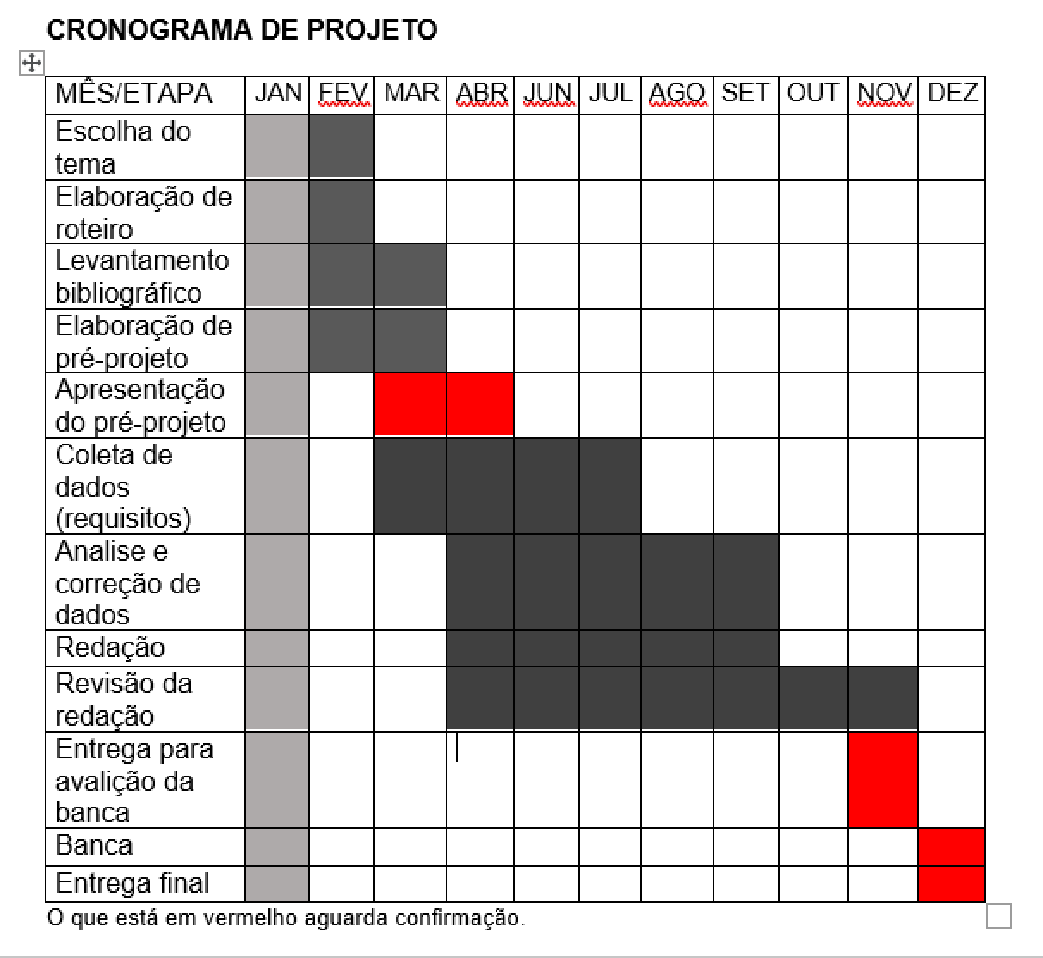 CRONOGRAMA DE PROJETO
MÊS/ETAPA JAN FEV MAR ABR JUN JUL AGO SET OUT NOV DEZ
Escolha do
tema
Elaboração de
roteiro
Levantamento
bibliográfico
Elaboração de
pré-projeto
Apresentação
do pré-projeto
Coleta de
dados
(requisitos)
Analise e
correção de
dados
Redação
Revisão da
redação
Entrega para
avalição da
banca
Banca
Entrega final
O que está em vermelho aguarda confirmação.